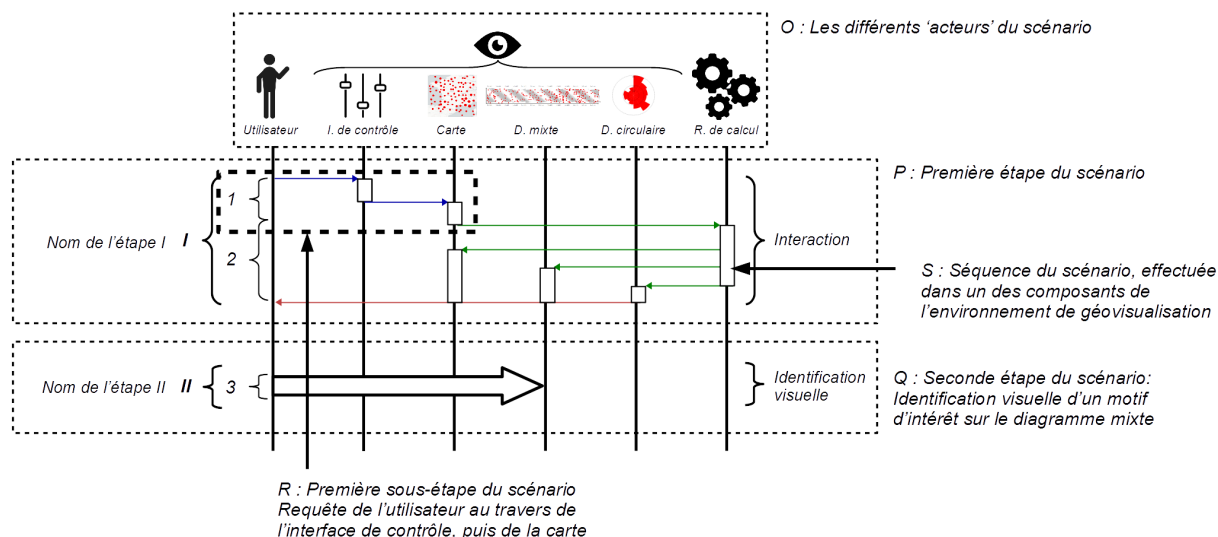 O : Les différents ‘acteurs’ du scénario
Utilisateur
I. de contrôle
Carte
D. mixte
D. circulaire
R. de calcul
P : Première étape du scénario
1
Nom de l’étape I
I
2
Interaction
S : Séquence du scénario, effectuée
dans un des composants de
l’environnement de géovisualisation
Nom de l’étape II
II
3
Identification
visuelle
Q : Seconde étape du scénario:
Identification visuelle d’un motif
d’intérêt sur le diagramme mixte
R : Première sous-étape du scénario
Requête de l’utilisateur au travers de
l’interface de contrôle, puis de la carte